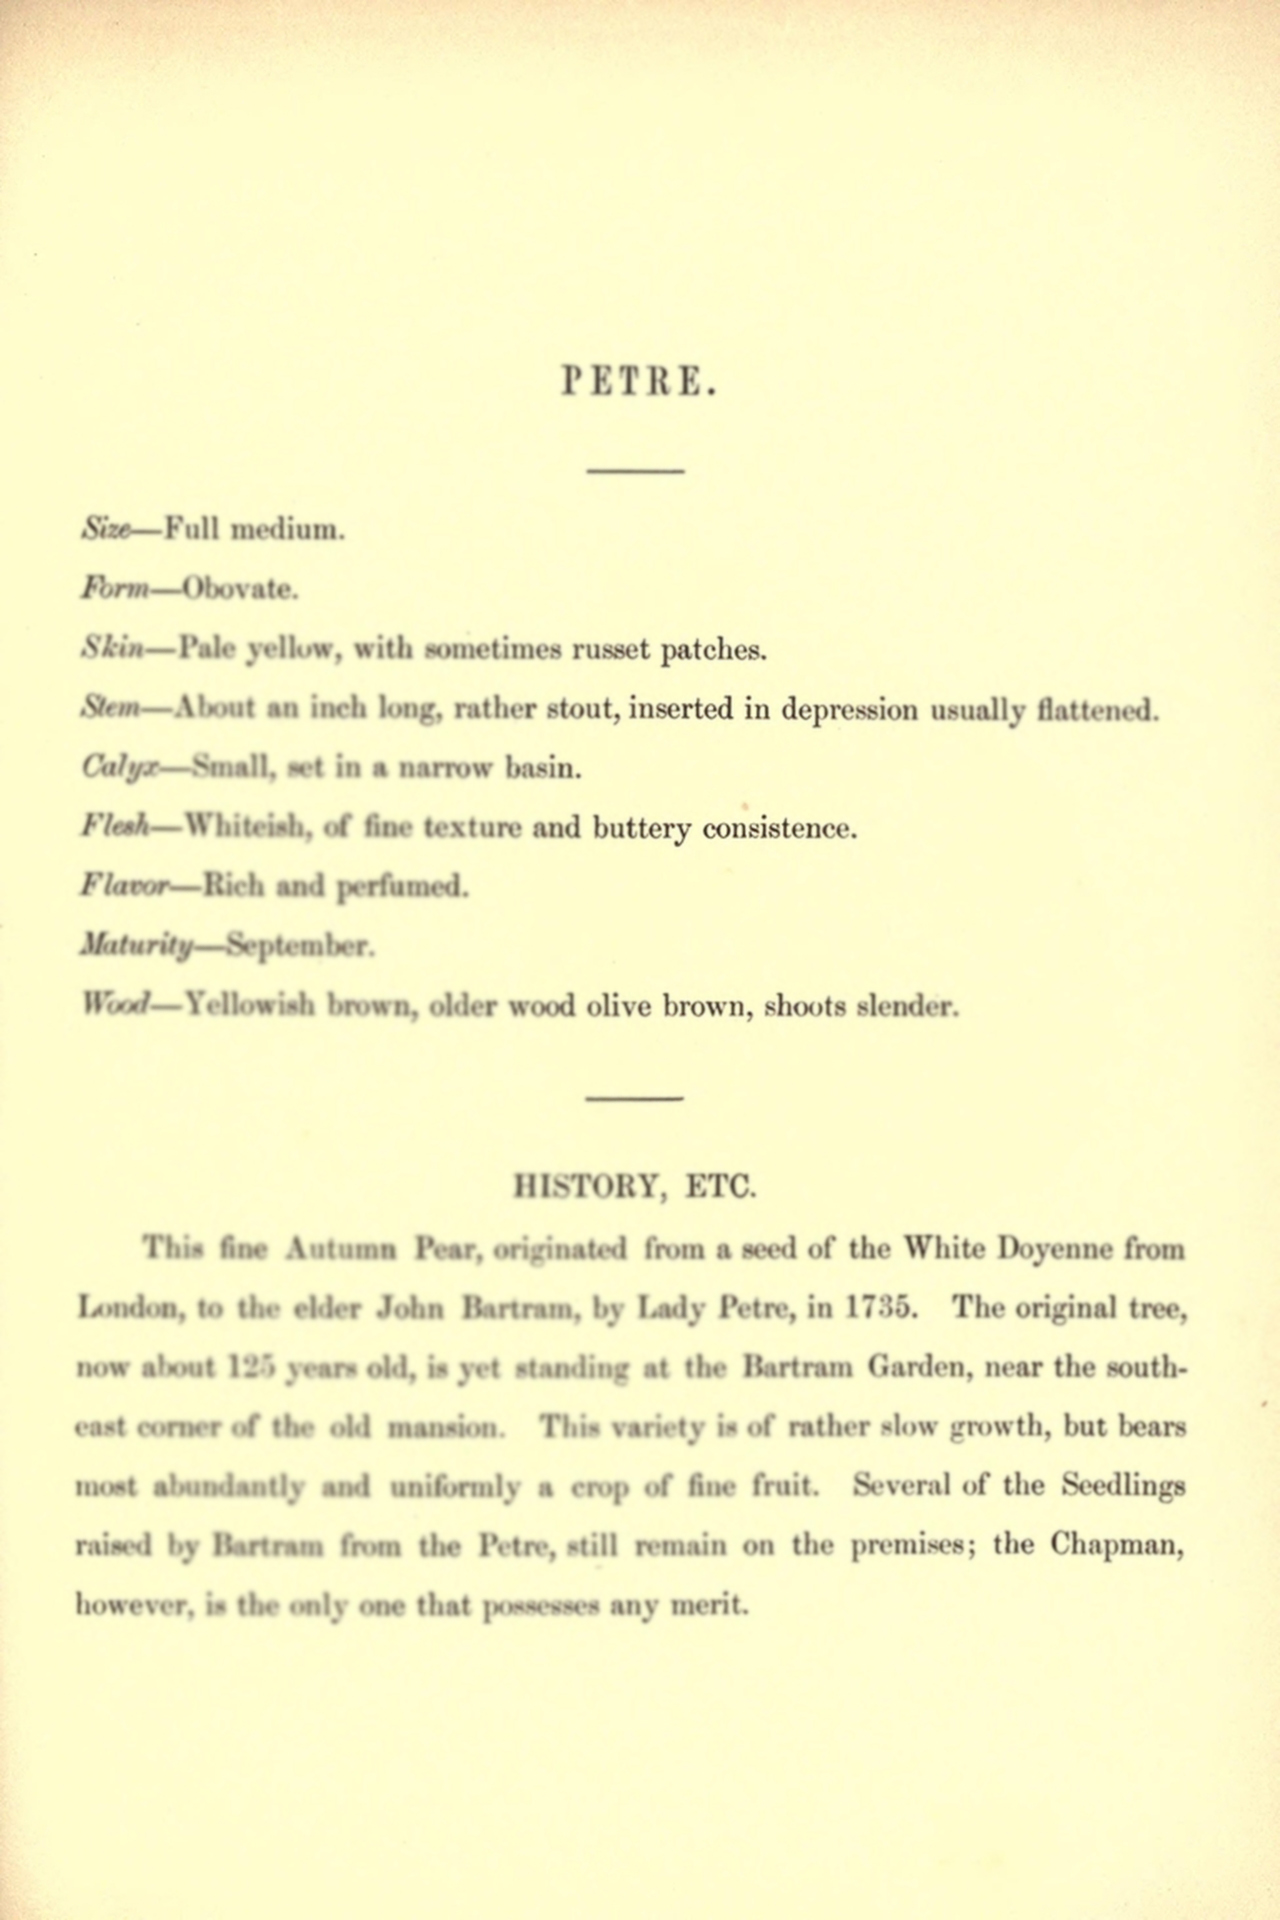 PETRE.
Size—Full medium.
Form—Obovate.
Skin—Pale yellow, with sometimes russet patches.
Stem—About an inch long, rather stout, inserted in depression usually flattened.
Calyx—Small, set in a narrow basin.
Flesh—Whiteish, of fine texture and buttery consistence.
Flavor—Rich and perfumed.
Maturity—September.
Wood—Yellowish brown, older wood olive brown, shoots slender.
HISTORY, ETC.
This fine Autumn Pear, originated from a seed of the White Doyenne from
London, to the elder John Bartram, by Lady Petre, in 1735. The original tree,
now about 125 years old, is yet standing at the Bartram Garden, near the south-
east corner of the old mansion. This variety is of rather slow growth, but bears
most abundantly and uniformly a crop of fine fruit. Several of the Seedlings
raised by Bartram from the Petre, still remain on the premises; the Chapman,
however, is the only one that possesses any merit.